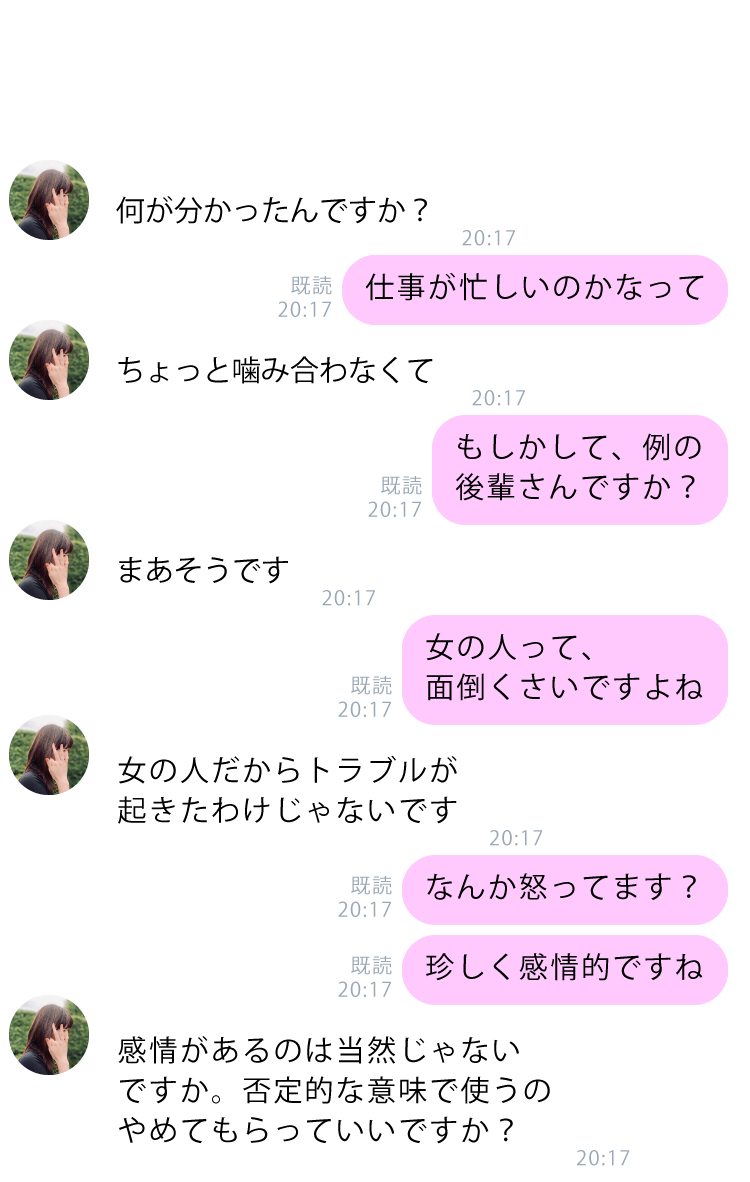 何が分かったんですか？
20:17
既読
20:17
仕事が忙しいのかなって
ちょっと噛み合わなくて
20:17
既読
20:17
もしかして、例の
後輩さんですか？
まあそうです
20:17
既読
20:17
女の人って、
面倒くさいですよね
女の人だからトラブルが
起きたわけじゃないです
20:17
既読
20:17
なんか怒ってます？
既読
20:17
珍しく感情的ですね
感情があるのは当然じゃない
ですか。否定的な意味で使うの
やめてもらっていいですか？
20:17